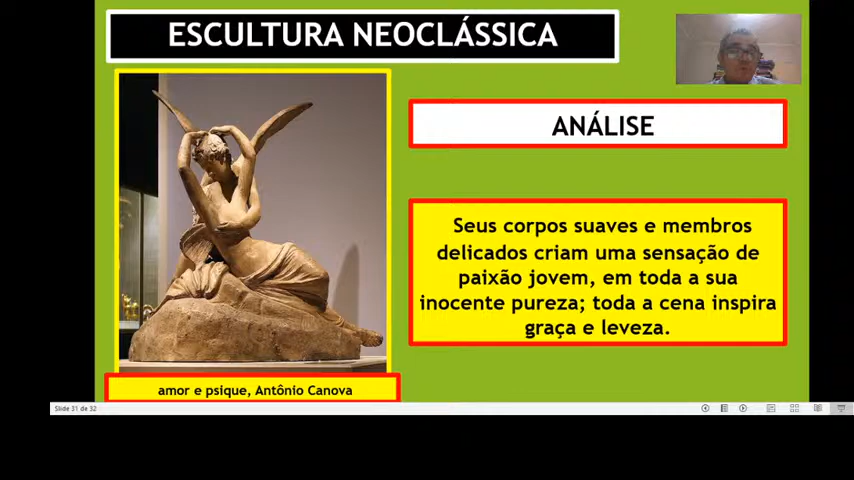 ESCULTURA NEOCLÁSSICA
ANÁLISE
Seus corpos suaves e membros
delicados criam uma sensação de
paixão jovem, em toda a sua
inocente pureza; toda a cena inspira
graça e leveza.
amor e psique, Antônio Canova
Slide 31 de 32